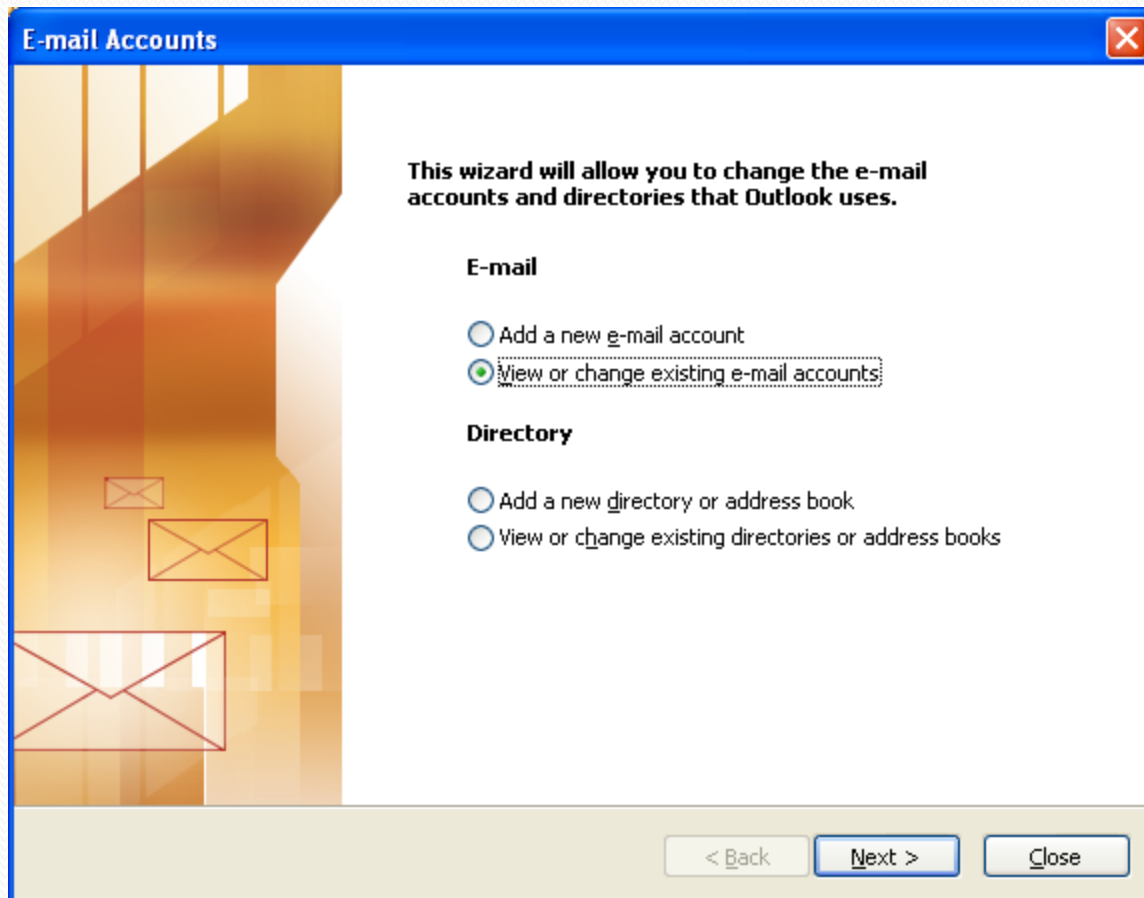 E-mail Accounts
This wizard will allow you to change the e-mail
accounts and directories that Outlook uses.
E-mail
Add a new e-mail account
View or change existing e-mail accounts
Directory
Add a new directory or address book
View or change existing directories or address books
< Back
Next >
Close